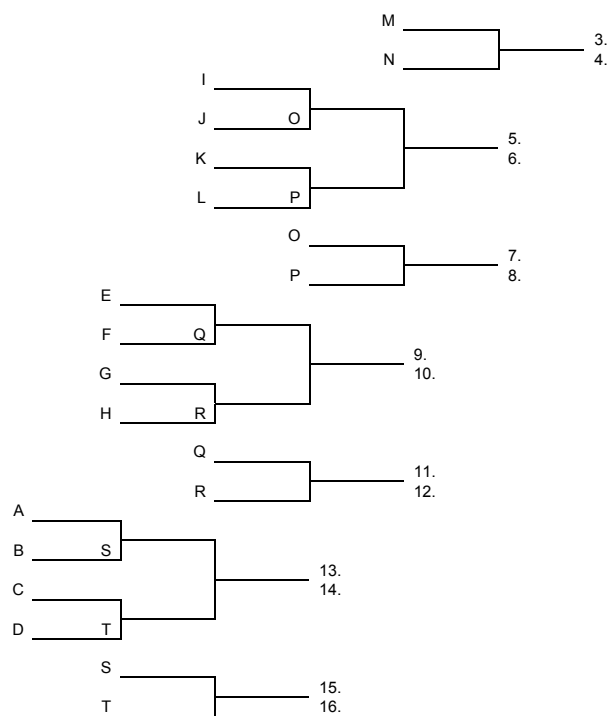 M
3.
N
4.
I
J O
5.
6.
K
L P
O
7.
P
8.
E
F Q
9.
10.
G
H R
Q
11.
R
12.
A
B S
13.
14.
C
D T
S
15.
T
16.